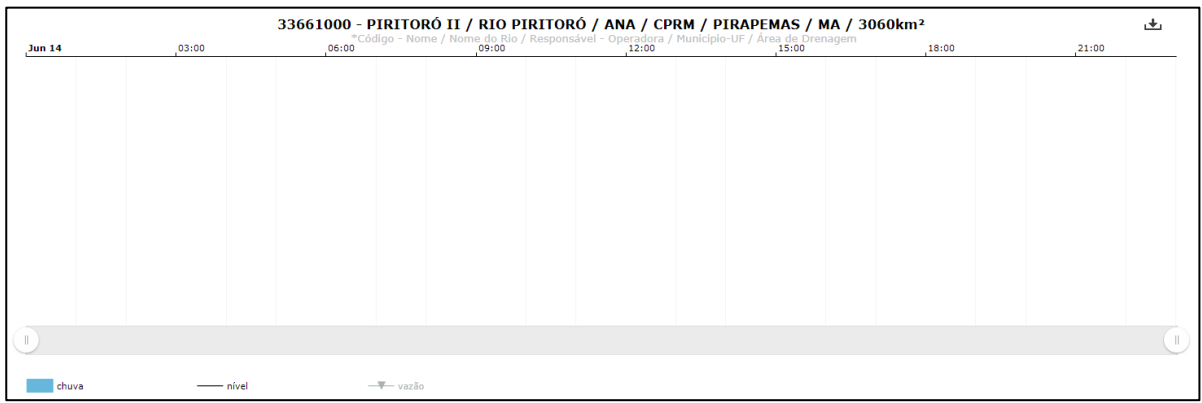 33661000 - PIRITORÓ II / RIO PIRITORÓ / ANA / CPRM / PIRAPEMAS / MA / 3060km²
*Código - Nome / Nome do Rio / Responsável - Operadora / Municipio-UF / Área de Drenagem
Jun 14 03:00 06:00 09:00 12:00 15:00 18:00 21:00
chuva nível vazão